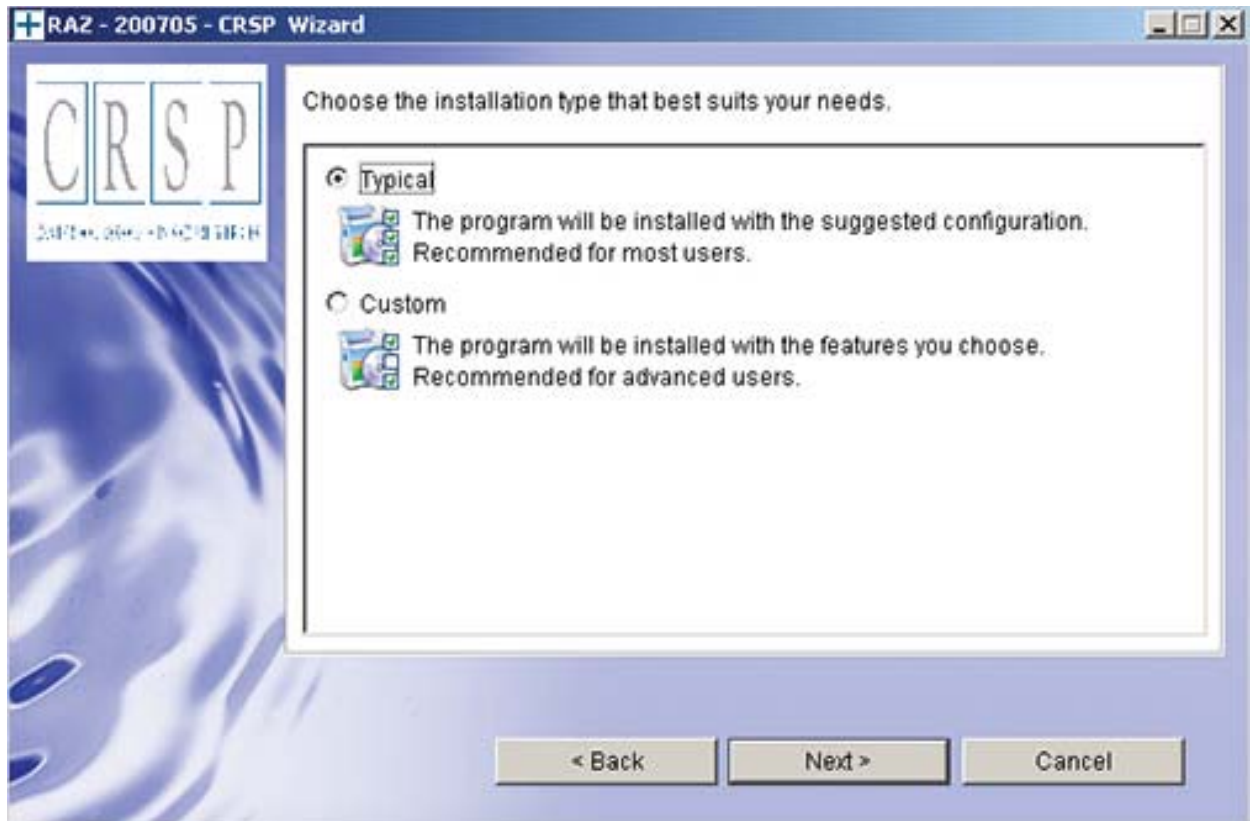 RAZ - 200705 - CRSP Wizard
CRSP
Choose the installation type that best suits your needs.
Typical
The program will be installed with the suggested configuration.
Recommended for most users.
Custom
The program will be installed with the features you choose.
Recommended for advanced users.
< Back
Next >
Cancel